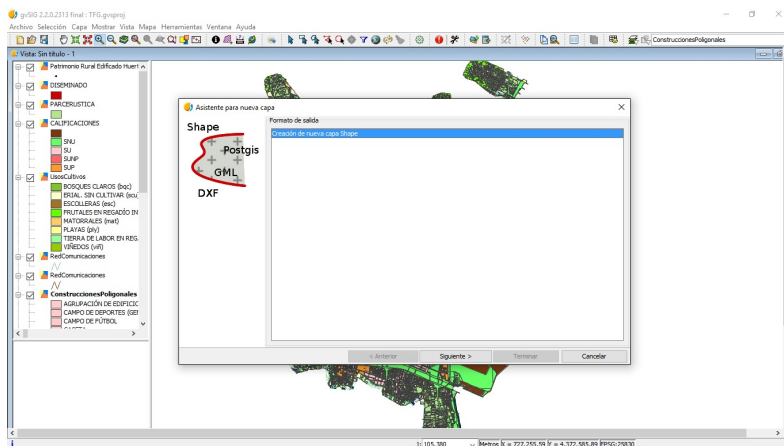 gvSIG 2.2.0.2313 final : TFG.gvsproj
Archivo Selección Capa Mostrar Vista Mapa Herramientas Ventana Ayuda
ConstruccionesPoligonales
Vista: Sin título - 1
Patrimonio Rural Edificado Huert
DISEMINADO
PARCERUSTICA
CALIFICACIONES
SNU
SU
SUNP
SUP
UsosCultivos
BOSQUES CLAROS (bqc)
ERIAL. SIN CULTIVAR (scu)
ESCOLLERAS (esc)
FRUTALES EN REGADÍO IN
MATORRALES (mat)
PLAYAS (ply)
TIERRA DE LABOR EN REG.
VIÑEDOS (viñ)
RedComunicaciones
RedComunicaciones
ConstruccionesPoligonales
AGRUPACIÓN DE EDIFICIC
CAMPO DE DEPORTES (GEI
CAMPO DE FÚTBOL
Asistente para nueva capa
Shape
Postgis
GML
DXF
Formato de salida
Creación de nueva capa Shape
< Anterior
Siguiente >
Terminar
Cancelar
1: 105.380
Metros X = 727.255,59 Y = 4.372.585,89 EPSG:25830